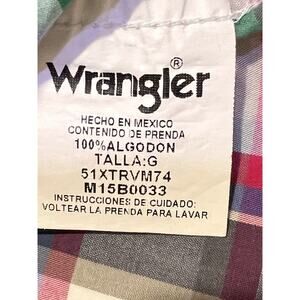 Wrangler®
HECHO EN MEXICO
CONTENIDO DE PRENDA
100%ALGODON
TALLA:G
51XTRVM74
M15B0033
INSTRUCCIONES DE CUIDADO:
VOLTEAR LA PRENDA PARA LAVAR